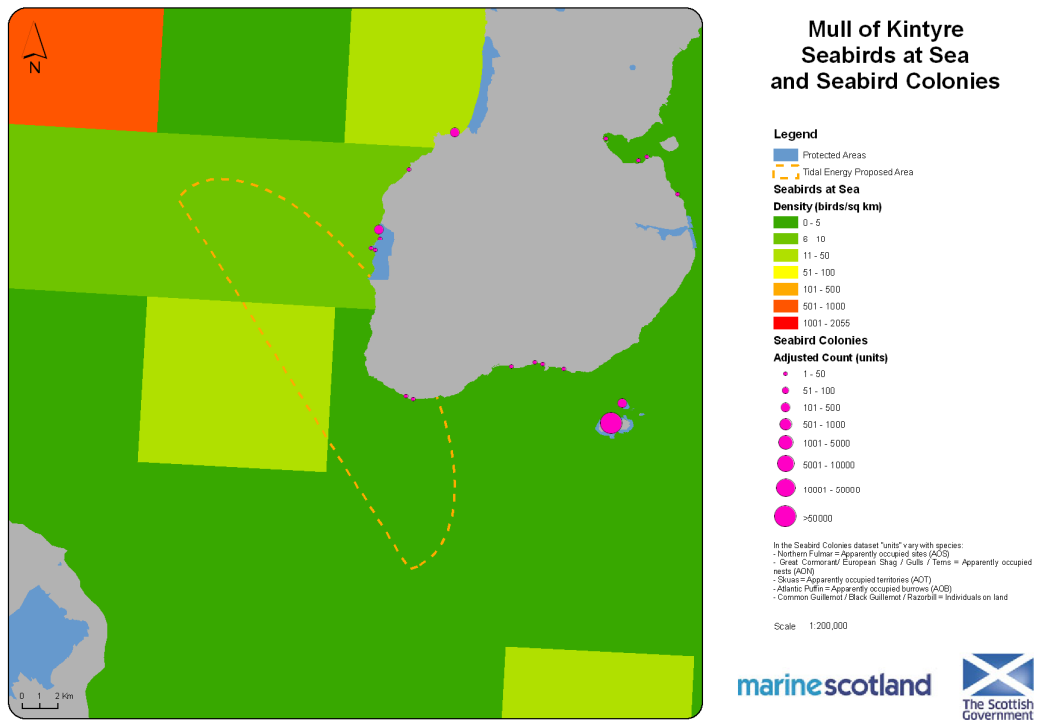 Mull of Kintyre
Seabirds at Sea
and Seabird Colonies
N
Legend
Protected Areas
Tidal Energy Proposed Area
Seabirds at Sea
Density (birds/sq km)
0 - 5
6 10
11 - 50
51 - 100
101 - 500
501 - 1000
1001 - 2055
Seabird Colonies
Adjusted Count (units)
1 - 50
51 - 100
101 - 500
501 - 1000
1001 - 5000
5001 - 10000
10001 - 50000
>50000
In the Seabird Colonies dataset "units" vary with species:
- Northern Fulmar = Apparently occupied sites (AOS)
- Great Cormorant/ European Shag / Gulls / Terns = Apparently occupied
nests (AON)
- Skuas = Apparently occupied territories (AOT)
- Atlantic Puffin = Apparently occupied burrows (AOB)
- Common Guillemot / Black Guillemot / Razorbill = Individuals on land
Scale 1:200,000
0 1 2 Km
marinescotland
The Scottish
Government